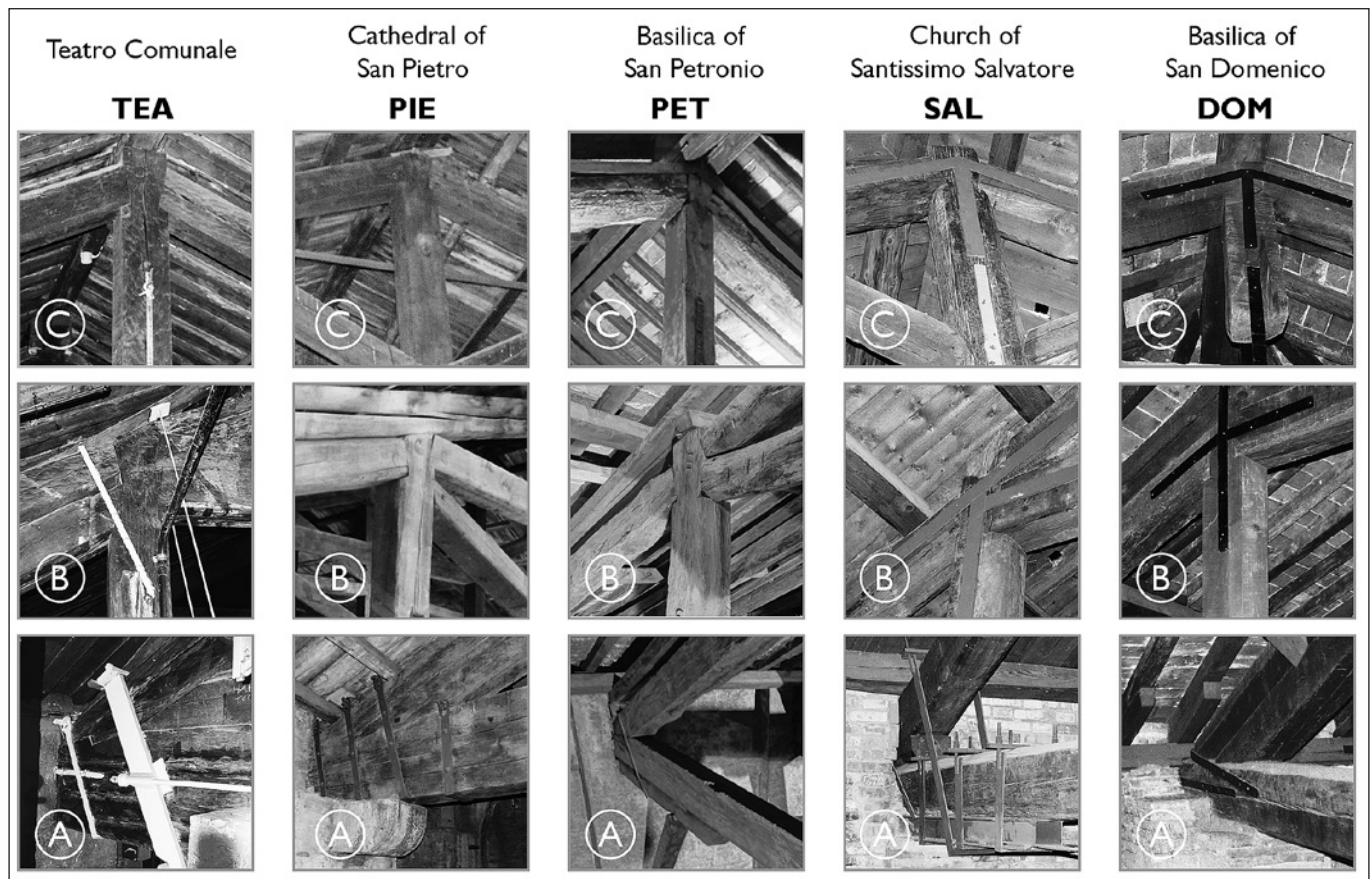 Teatro Comunale
TEA
Cathedral of
San Pietro
PIE
Basilica of
San Petronio
PET
Church of
Santissimo Salvatore
SAL
Basilica of
San Domenico
DOM
C
C
C
C
C
B
B
B
B
B
A
A
A
A
A